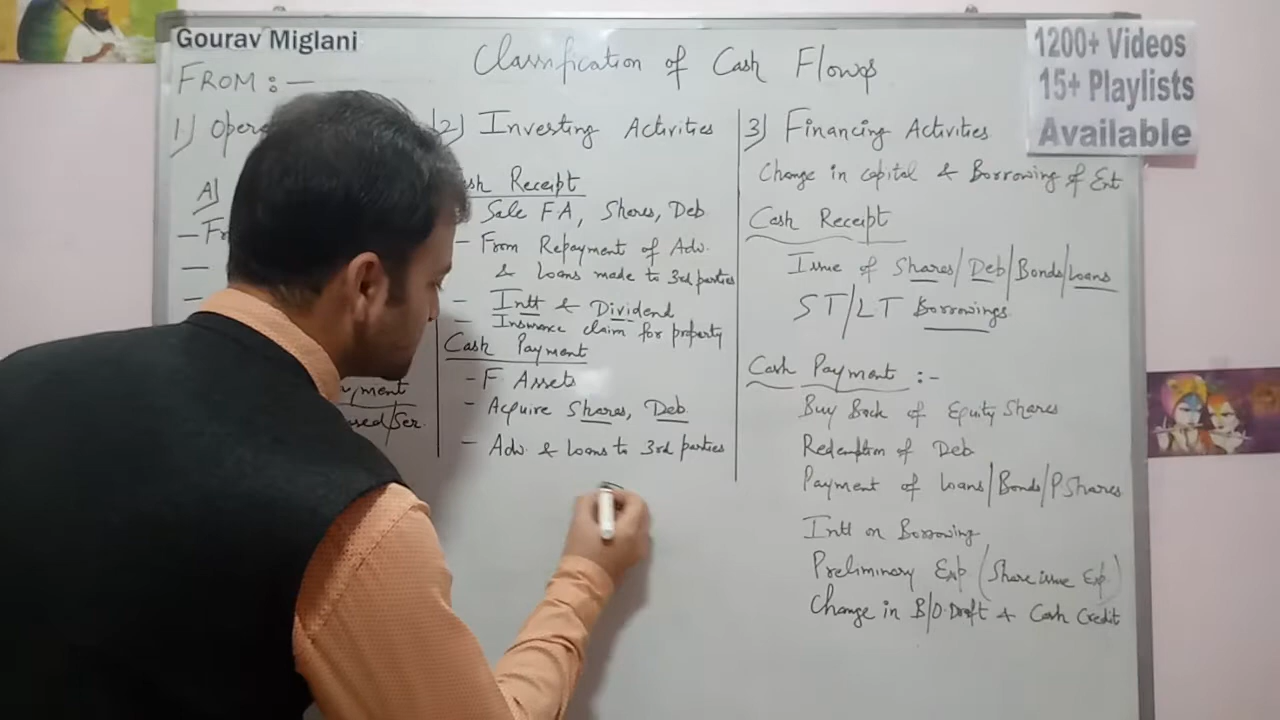 Gourav Miglani
1200+ Videos
15+ Playlists
Available
Classification of Cash Flows
FROM :-
1) Oper
A)
- Fr
yment
used/Ser.
2) Investing Activities
sh Receipt
Sale FA, Shares, Deb
- From Repayment of Adv.
& Loans made to 3rd parties
- Intt & Dividend
- Insurance claim for property
Cash Payment
- F Assets
- Acquire Shares, Deb
- Adv. & Loans to 3rd parties
3) Financing Activities
Change in capital & Borrowing of Ent
Cash Receipt
Issue of Shares/Deb/Bonds/Loans
ST/LT Borrowings
Cash Payment :-
Buy Back of Equity Shares
Redemption of Deb
Payment of Loans/Bonds/P.Shares
Intt on Borrowing
Preliminary Exp (Share issue Exp.)
Change in B/O.Draft & Cash Credit